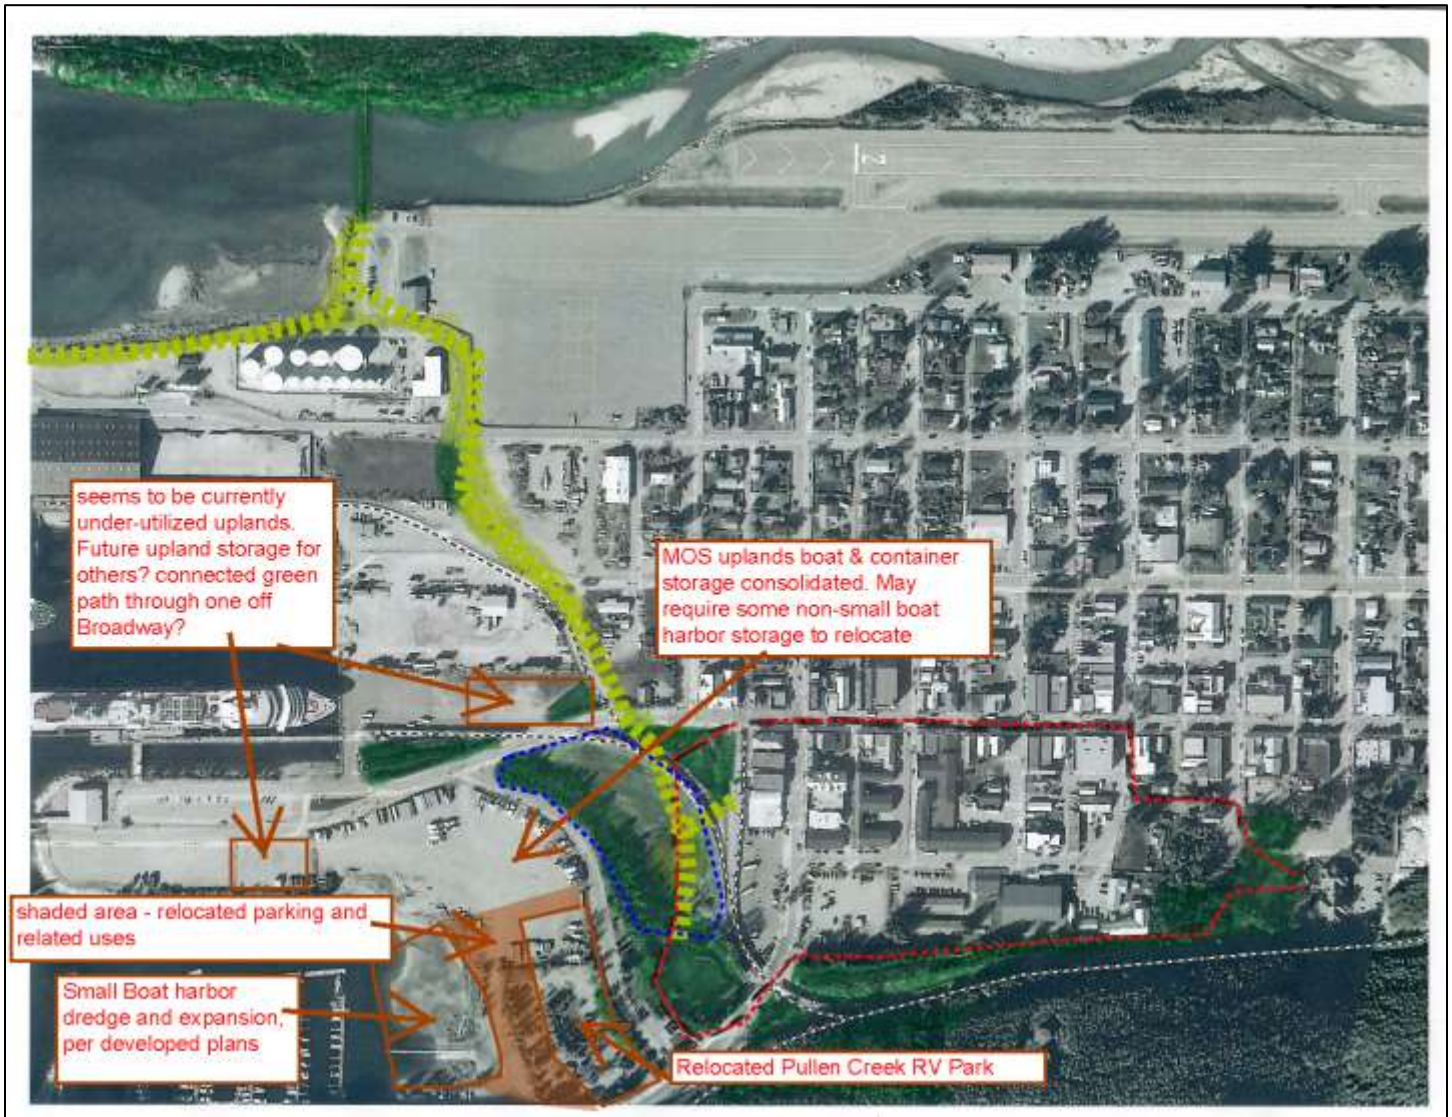 seems to be currently
under-utilized uplands.
Future upland storage for
others? connected green
path through one off
Broadway?
MOS uplands boat & container
storage consolidated. May
require some non-small boat
harbor storage to relocate
shaded area - relocated parking and
related uses
Small Boat harbor
dredge and expansion,
per developed plans
Relocated Pullen Creek RV Park